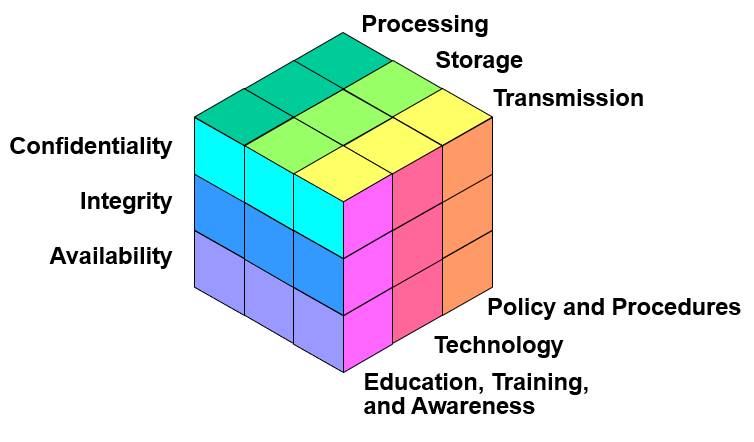 Processing
Storage
Transmission
Confidentiality
Integrity
Availability
Policy and Procedures
Technology
Education, Training,
and Awareness